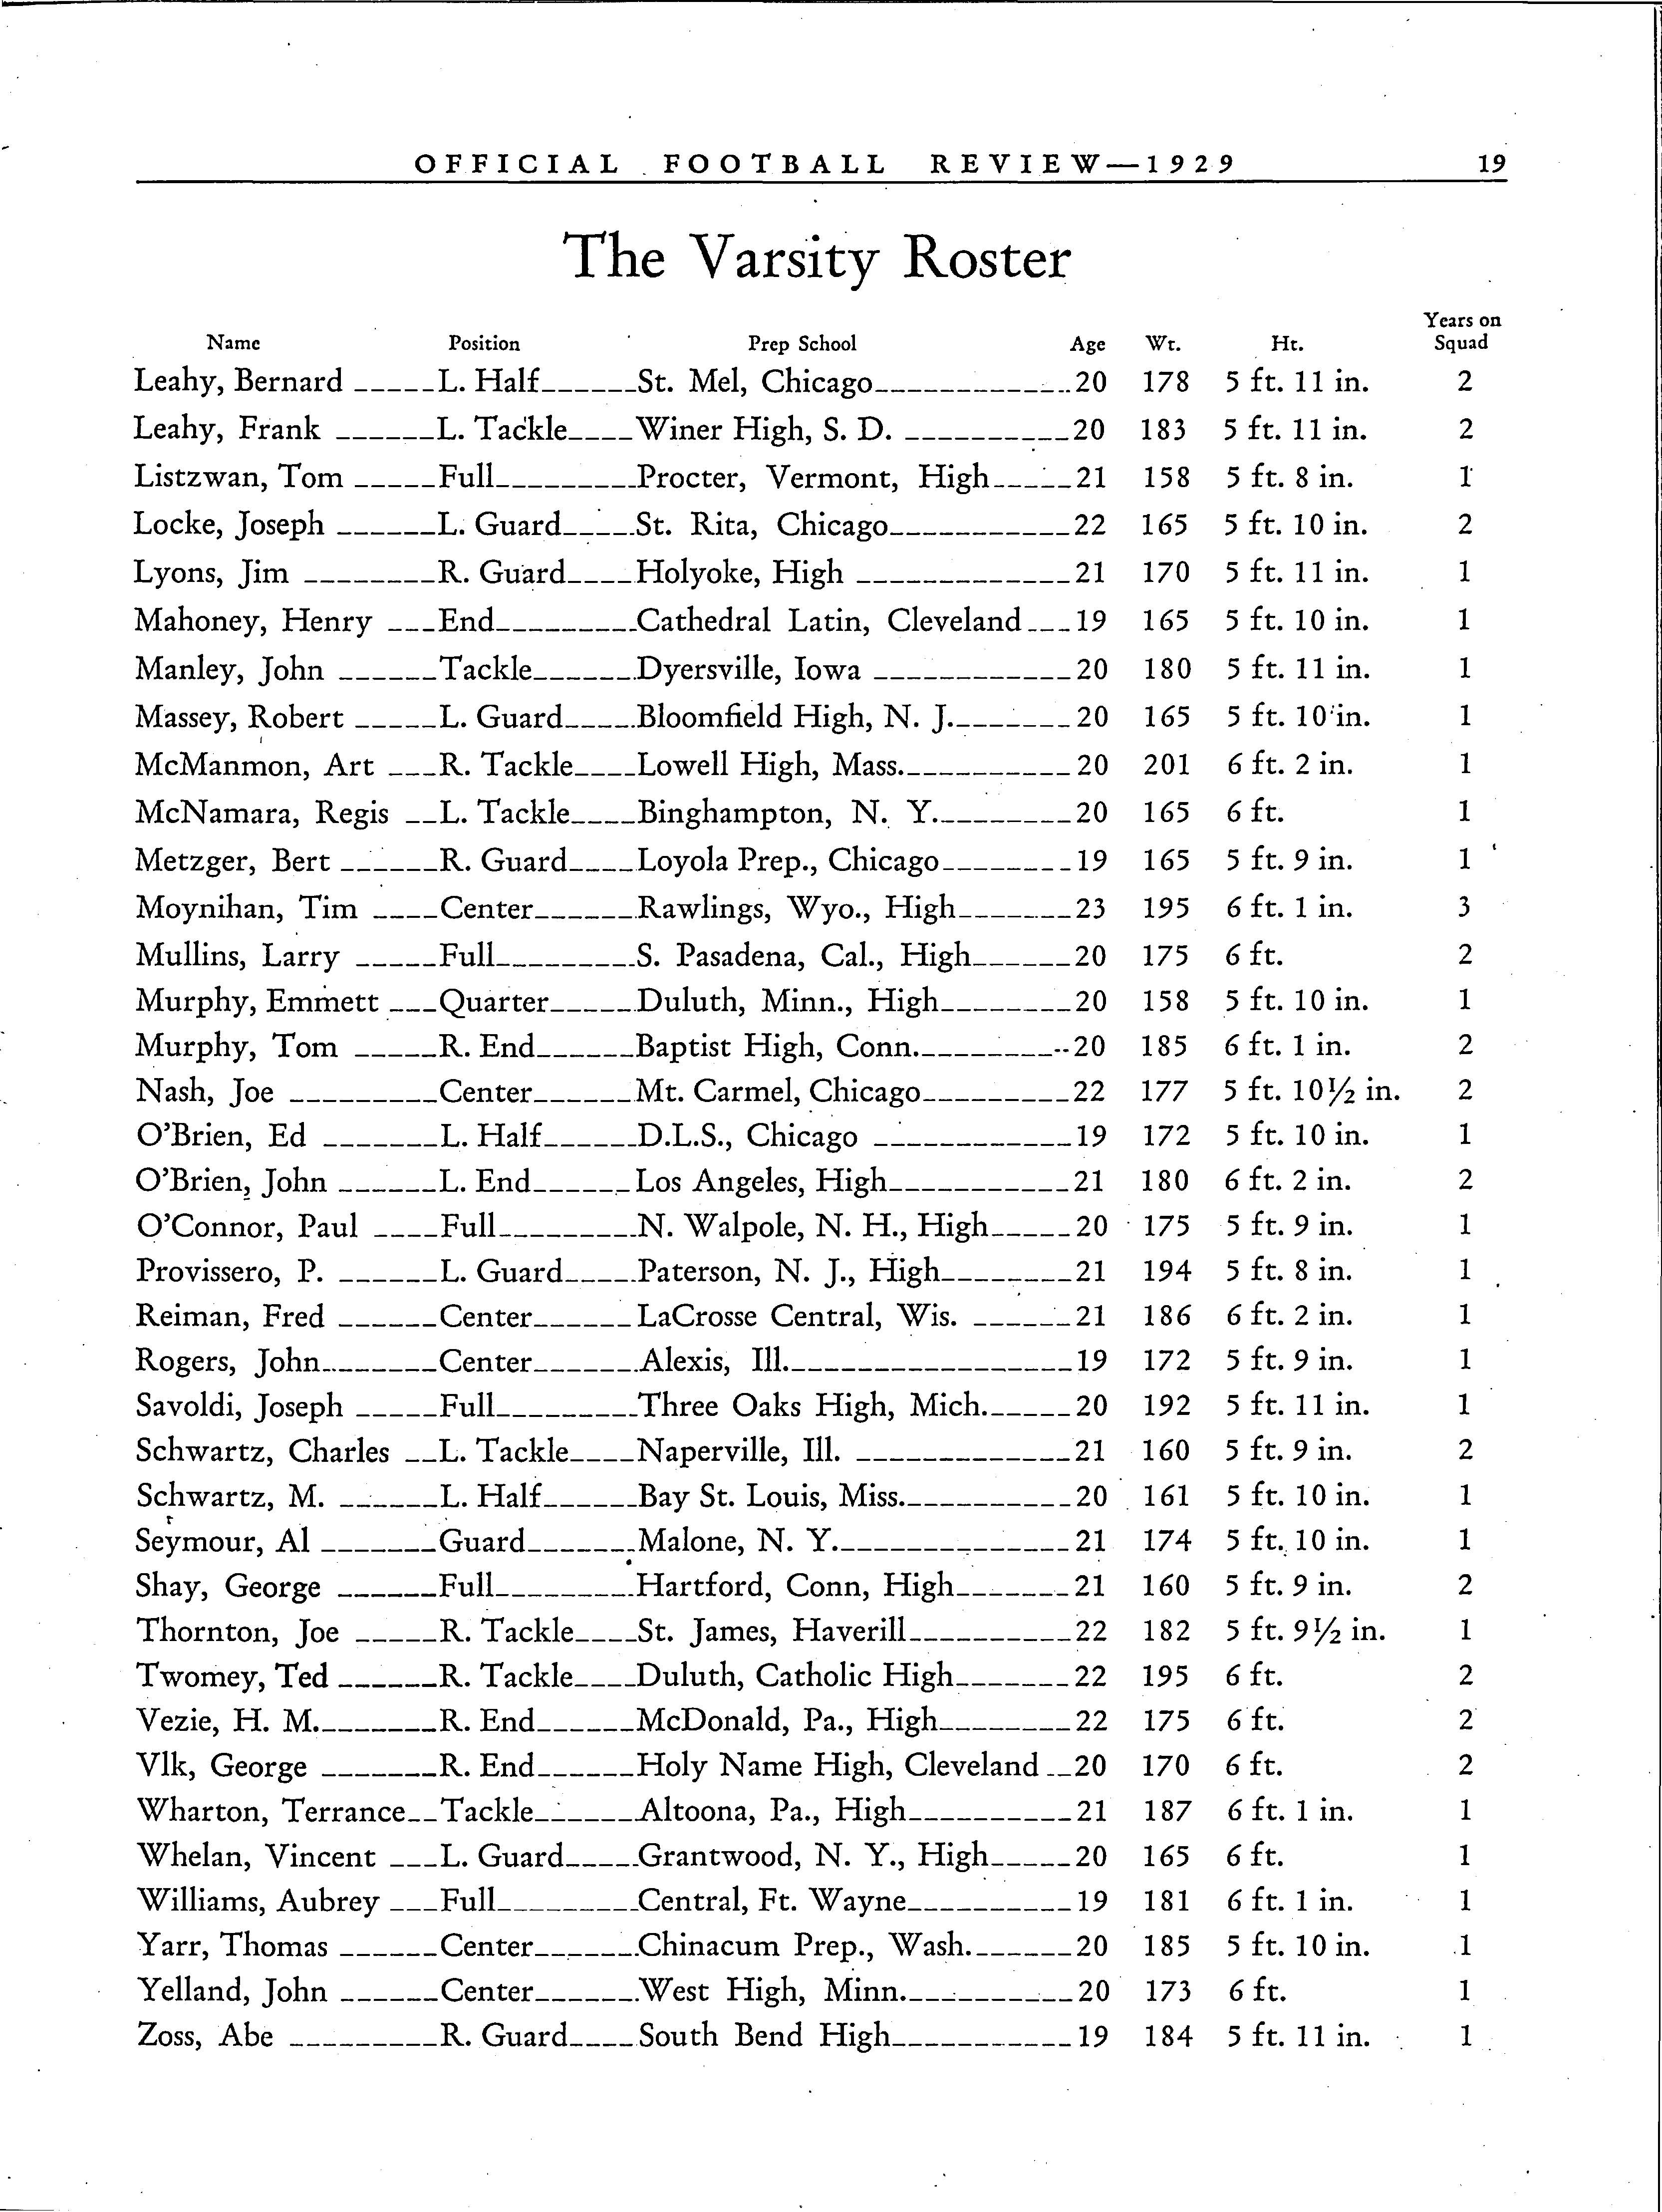 OFFICIAL FOOTBALL REVIEW—1929 19
The Varsity Roster
Name Position Prep School Age Wt. Ht. Years on Squad
Leahy, Bernard L. Half St. Mel, Chicago 20 178 5 ft. 11 in. 2
Leahy, Frank L. Tackle Winer High, S. D. 20 183 5 ft. 11 in. 2
Listzwan, Tom Full Procter, Vermont, High 21 158 5 ft. 8 in. 1
Locke, Joseph L. Guard St. Rita, Chicago 22 165 5 ft. 10 in. 2
Lyons, Jim R. Guard Holyoke, High 21 170 5 ft. 11 in. 1
Mahoney, Henry End Cathedral Latin, Cleveland 19 165 5 ft. 10 in. 1
Manley, John Tackle Dyersville, Iowa 20 180 5 ft. 11 in. 1
Massey, Robert L. Guard Bloomfield High, N. J. 20 165 5 ft. 10 in. 1
McManmon, Art R. Tackle Lowell High, Mass. 20 201 6 ft. 2 in. 1
McNamara, Regis L. Tackle Binghampton, N. Y. 20 165 6 ft. 1
Metzger, Bert R. Guard Loyola Prep., Chicago 19 165 5 ft. 9 in. 1
Moynihan, Tim Center Rawlings, Wyo., High 23 195 6 ft. 1 in. 3
Mullins, Larry Full S. Pasadena, Cal., High 20 175 6 ft. 2
Murphy, Emmett Quarter Duluth, Minn., High 20 158 5 ft. 10 in. 1
Murphy, Tom R. End Baptist High, Conn. 20 185 6 ft. 1 in. 2
Nash, Joe Center Mt. Carmel, Chicago 22 177 5 ft. 10½ in. 2
O'Brien, Ed L. Half D.L.S., Chicago 19 172 5 ft. 10 in. 1
O'Brien, John L. End Los Angeles, High 21 180 6 ft. 2 in. 2
O'Connor, Paul Full N. Walpole, N. H., High 20 175 5 ft. 9 in. 1
Provissero, P. L. Guard Paterson, N. J., High 21 194 5 ft. 8 in. 1
Reiman, Fred Center LaCrosse Central, Wis. 21 186 6 ft. 2 in. 1
Rogers, John Center Alexis, Ill. 19 172 5 ft. 9 in. 1
Savoldi, Joseph Full Three Oaks High, Mich. 20 192 5 ft. 11 in. 1
Schwartz, Charles L. Tackle Naperville, Ill. 21 160 5 ft. 9 in. 2
Schwartz, M. L. Half Bay St. Louis, Miss. 20 161 5 ft. 10 in. 1
Seymour, Al Guard Malone, N. Y. 21 174 5 ft. 10 in. 1
Shay, George Full Hartford, Conn, High 21 160 5 ft. 9 in. 2
Thornton, Joe R. Tackle St. James, Haverill 22 182 5 ft. 9½ in. 1
Twomey, Ted R. Tackle Duluth, Catholic High 22 195 6 ft. 2
Vezie, H. M. R. End McDonald, Pa., High 22 175 6 ft. 2
Vlk, George R. End Holy Name High, Cleveland 20 170 6 ft. 2
Wharton, Terrance Tackle Altoona, Pa., High 21 187 6 ft. 1 in. 1
Whelan, Vincent L. Guard Grantwood, N. Y., High 20 165 6 ft. 1
Williams, Aubrey Full Central, Ft. Wayne 19 181 6 ft. 1 in. 1
Yarr, Thomas Center Chinacum Prep., Wash. 20 185 5 ft. 10 in. 1
Yelland, John Center West High, Minn. 20 173 6 ft. 1
Zoss, Abe R. Guard South Bend High 19 184 5 ft. 11 in. 1